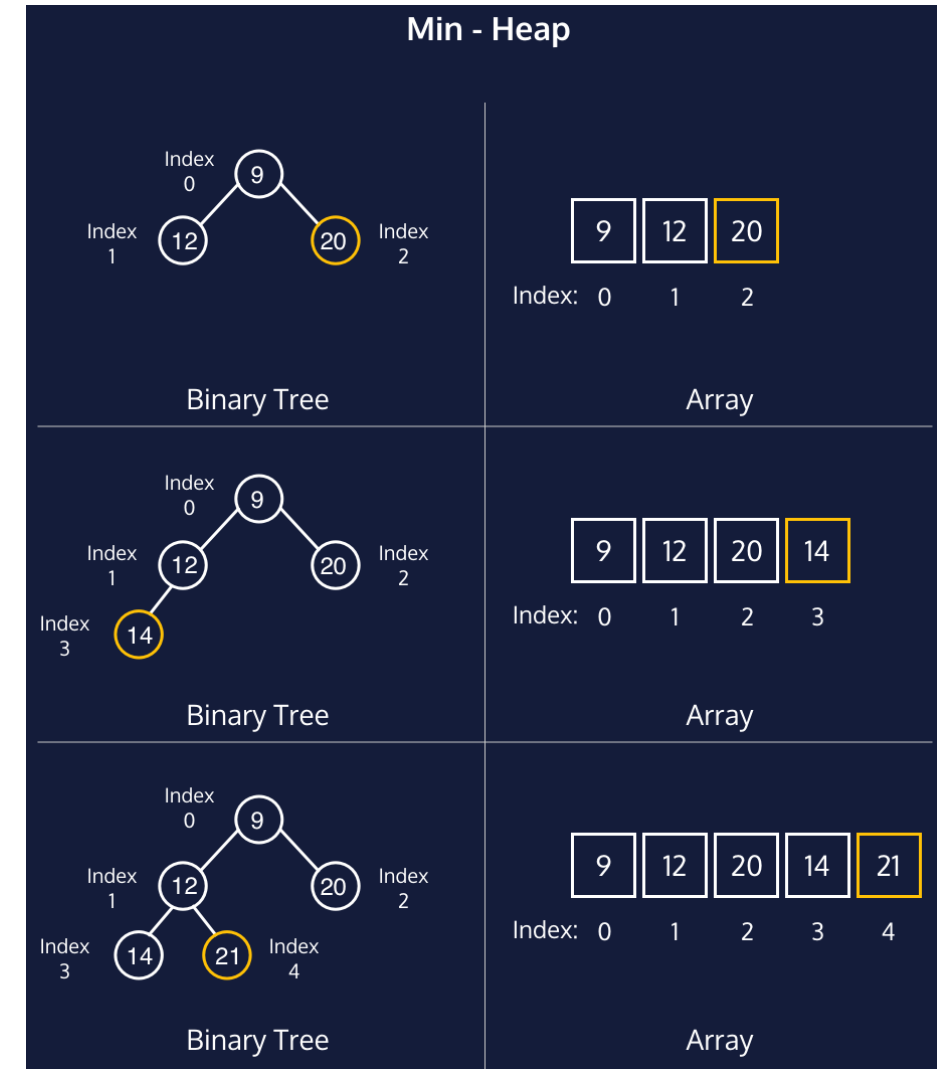 Min - Heap
Index
0
9
Index
1
12
20
Index
2
9 12 20
Index: 0 1 2
Binary Tree
Array
Index
0
9
Index
1
12
20
Index
2
Index
3
14
9 12 20 14
Index: 0 1 2 3
Binary Tree
Array
Index
0
9
Index
1
12
20
Index
2
Index
3
14
21
Index
4
9 12 20 14 21
Index: 0 1 2 3 4
Binary Tree
Array